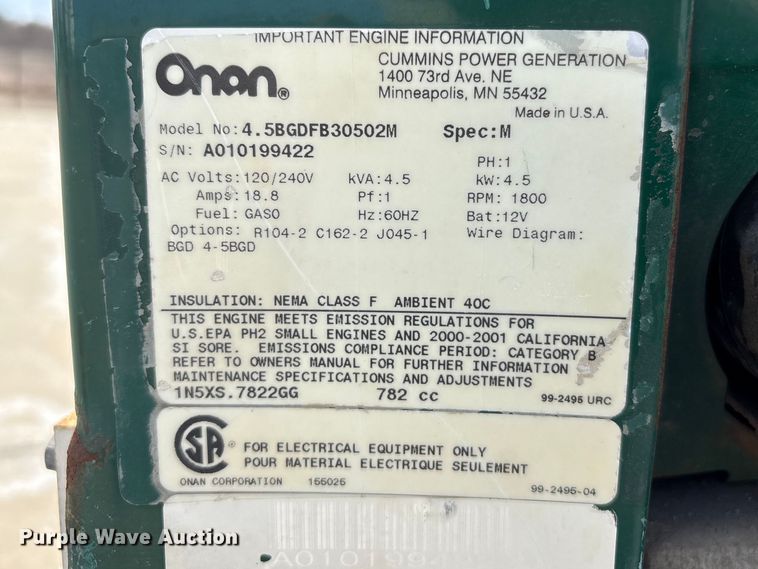 IMPORTANT ENGINE INFORMATION
Onan®
CUMMINS POWER GENERATION
1400 73rd Ave. NE
Minneapolis, MN 55432
Made in U.S.A.
Model No: 4.5BGDFB30502M Spec: M
S/N: A010199422
PH: 1
AC Volts: 120/240V kVA: 4.5 kW: 4.5
Amps: 18.8 Pf: 1 RPM: 1800
Fuel: GASO Hz: 60HZ Bat: 12V
Options: R104-2 C162-2 J045-1 Wire Diagram:
BGD 4-5BGD
INSULATION: NEMA CLASS F AMBIENT 40C
THIS ENGINE MEETS EMISSION REGULATIONS FOR
U.S.EPA PH2 SMALL ENGINES AND 2000-2001 CALIFORNIA
SI SORE. EMISSIONS COMPLIANCE PERIOD: CATEGORY B
REFER TO OWNERS MANUAL FOR FURTHER INFORMATION
MAINTENANCE SPECIFICATIONS AND ADJUSTMENTS
1N5XS.7822GG 782 cc 99-2495 URC
CSA®
FOR ELECTRICAL EQUIPMENT ONLY
POUR MATERIAL ELECTRIQUE SEULEMENT
ONAN CORPORATION 155025 99-2495-04
A0101994
Purple Wave Auction